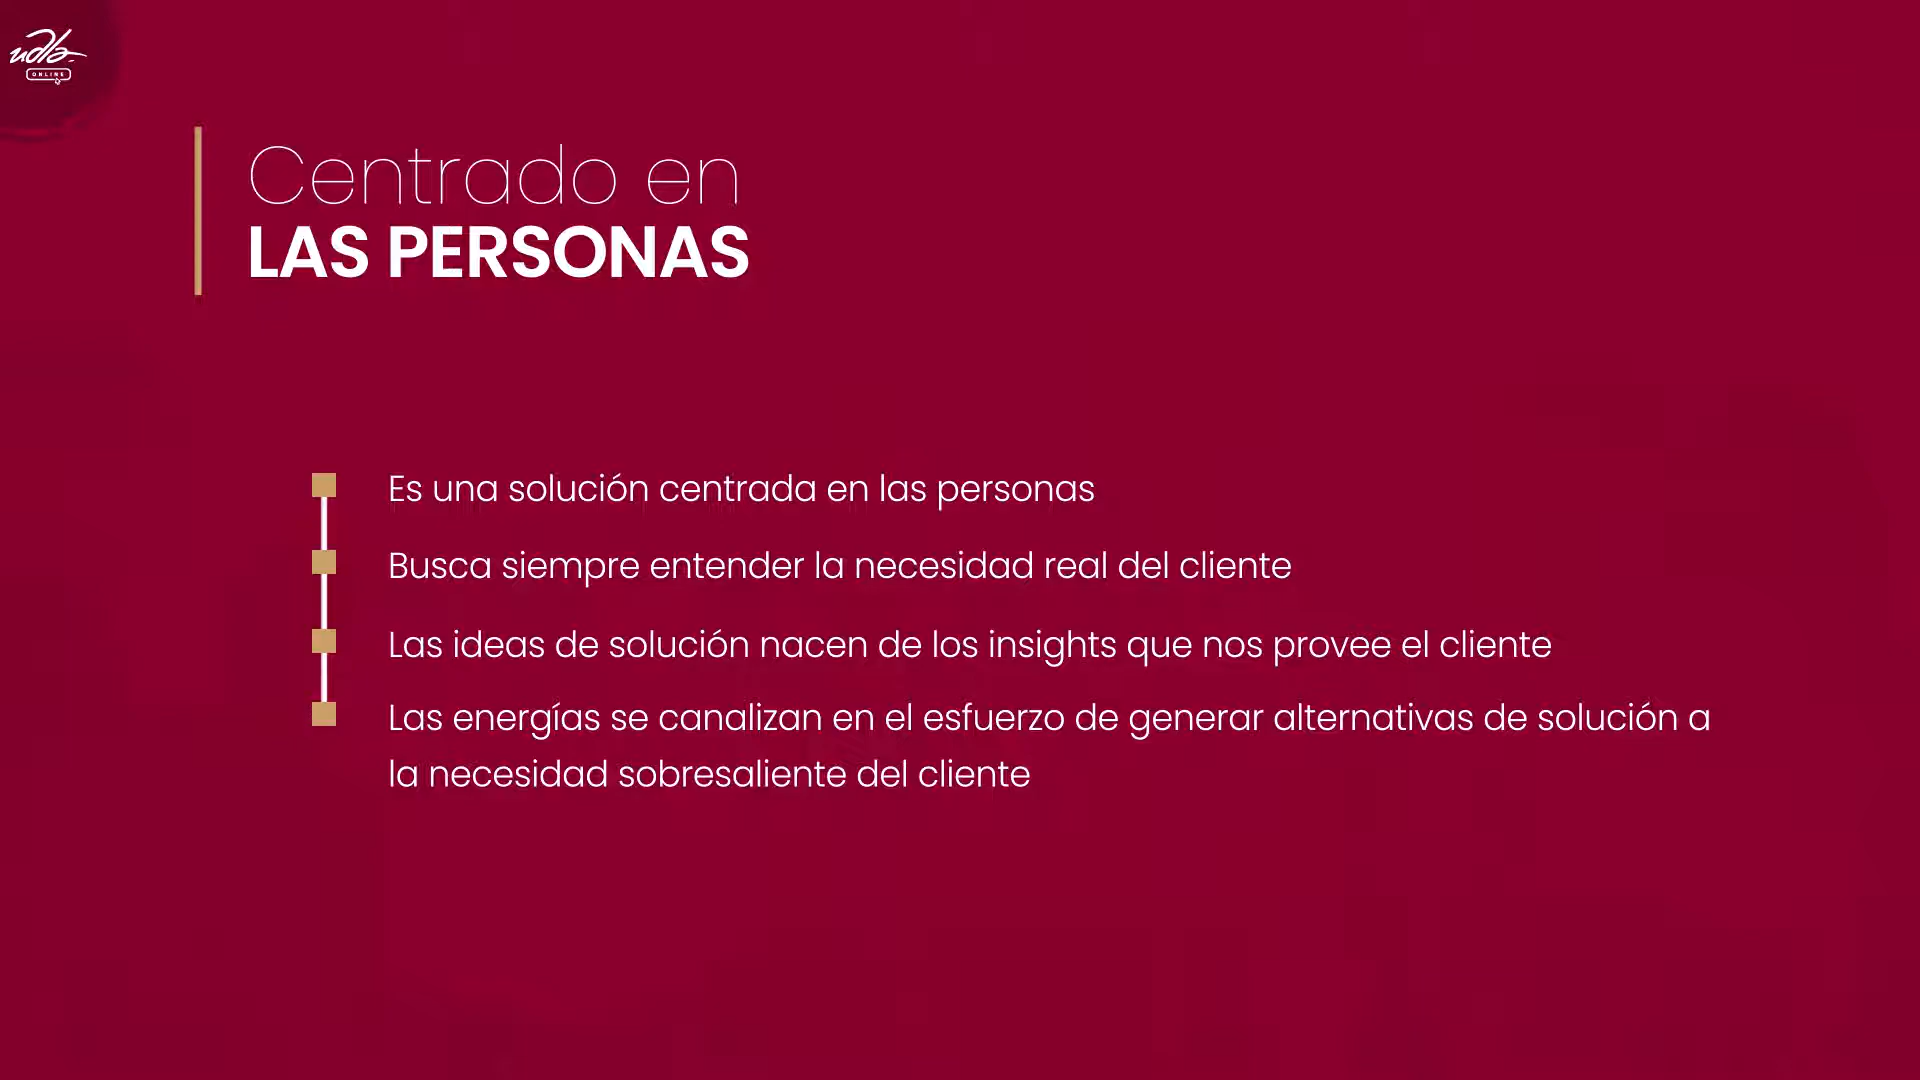 udla
ONLINE
Centrado en
LAS PERSONAS
Es una solución centrada en las personas
Busca siempre entender la necesidad real del cliente
Las ideas de solución nacen de los insights que nos provee el cliente
Las energías se canalizan en el esfuerzo de generar alternativas de solución a
la necesidad sobresaliente del cliente